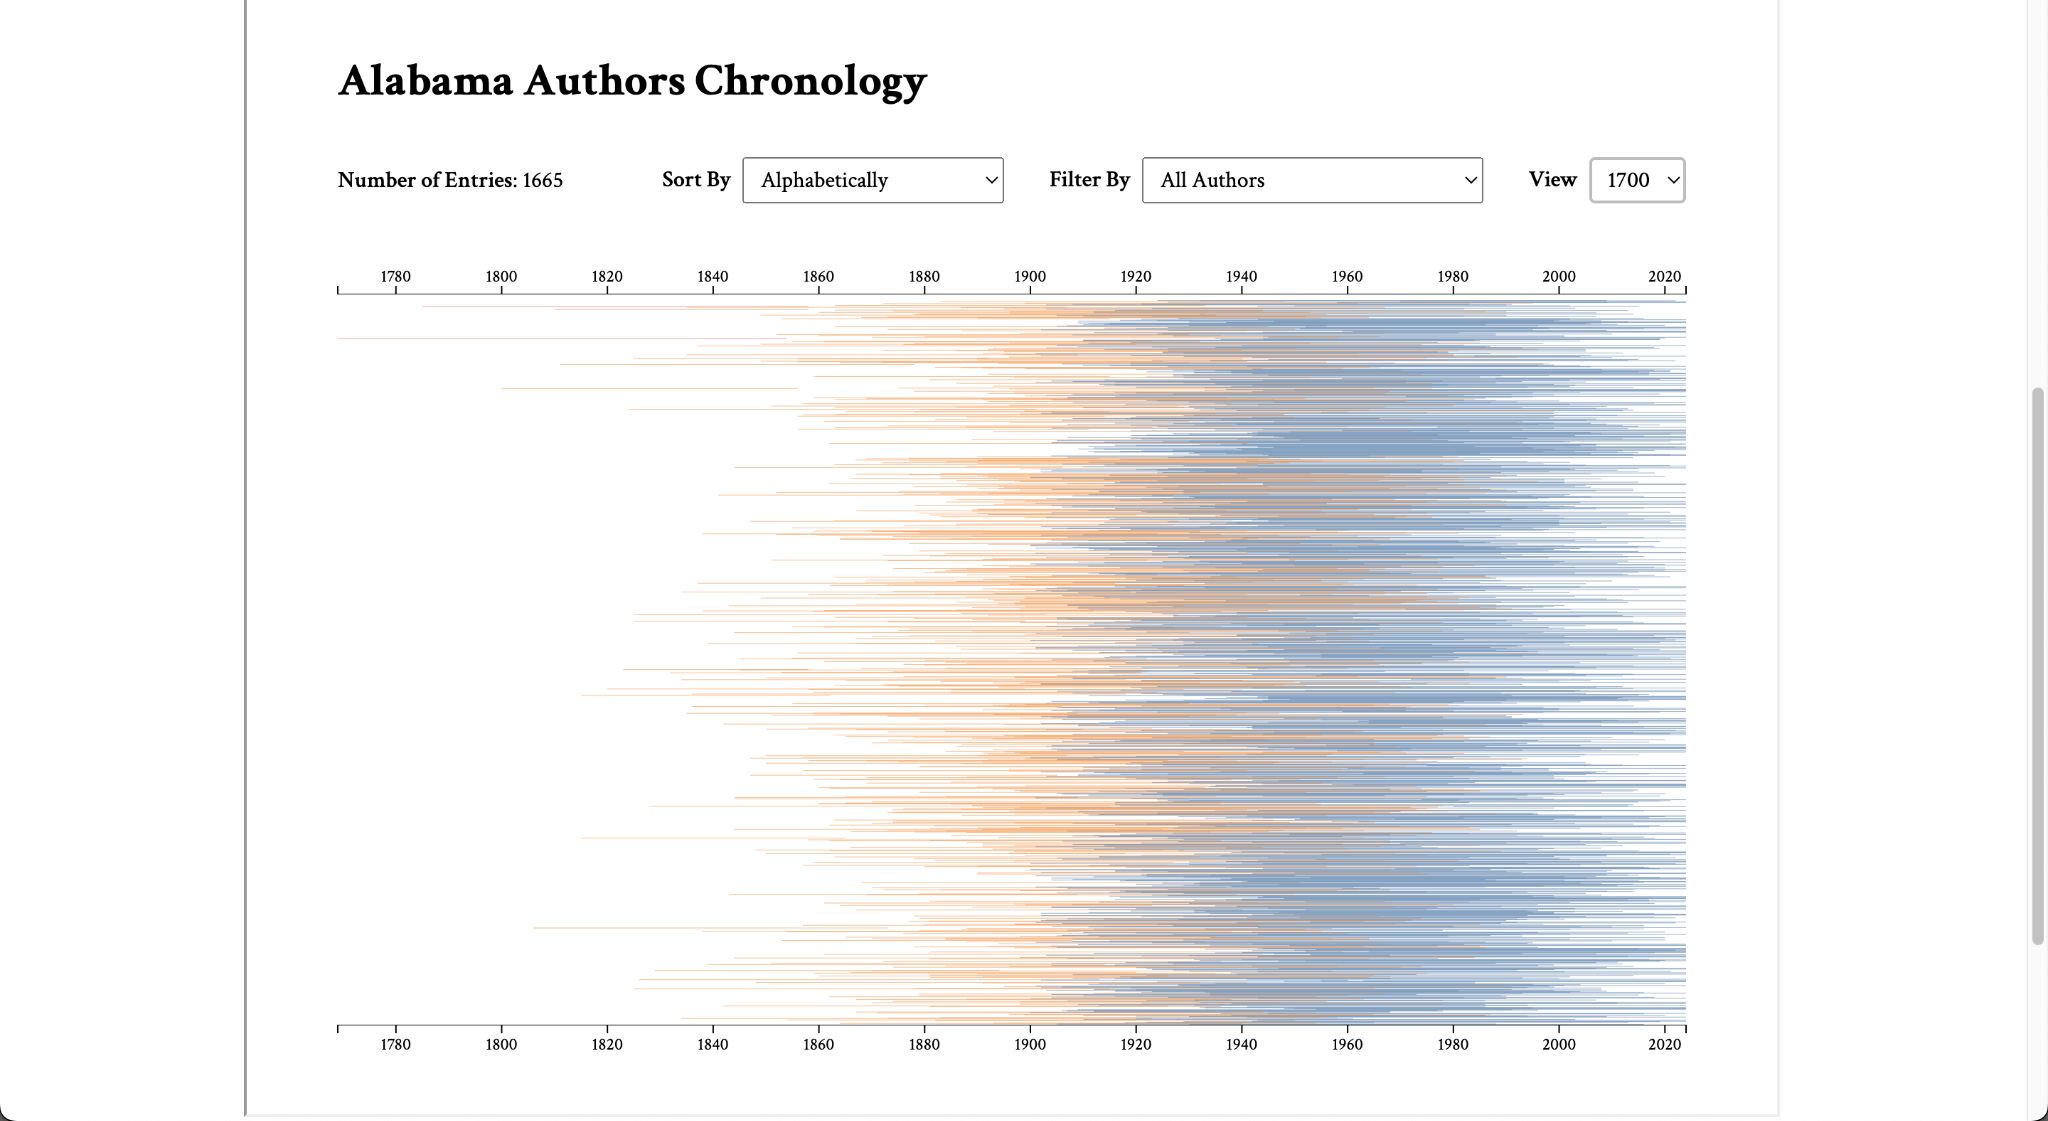 Alabama Authors Chronology
Number of Entries: 1665 Sort By Alphabetically Filter By All Authors View 1700
1780 1800 1820 1840 1860 1880 1900 1920 1940 1960 1980 2000 2020
1780 1800 1820 1840 1860 1880 1900 1920 1940 1960 1980 2000 2020